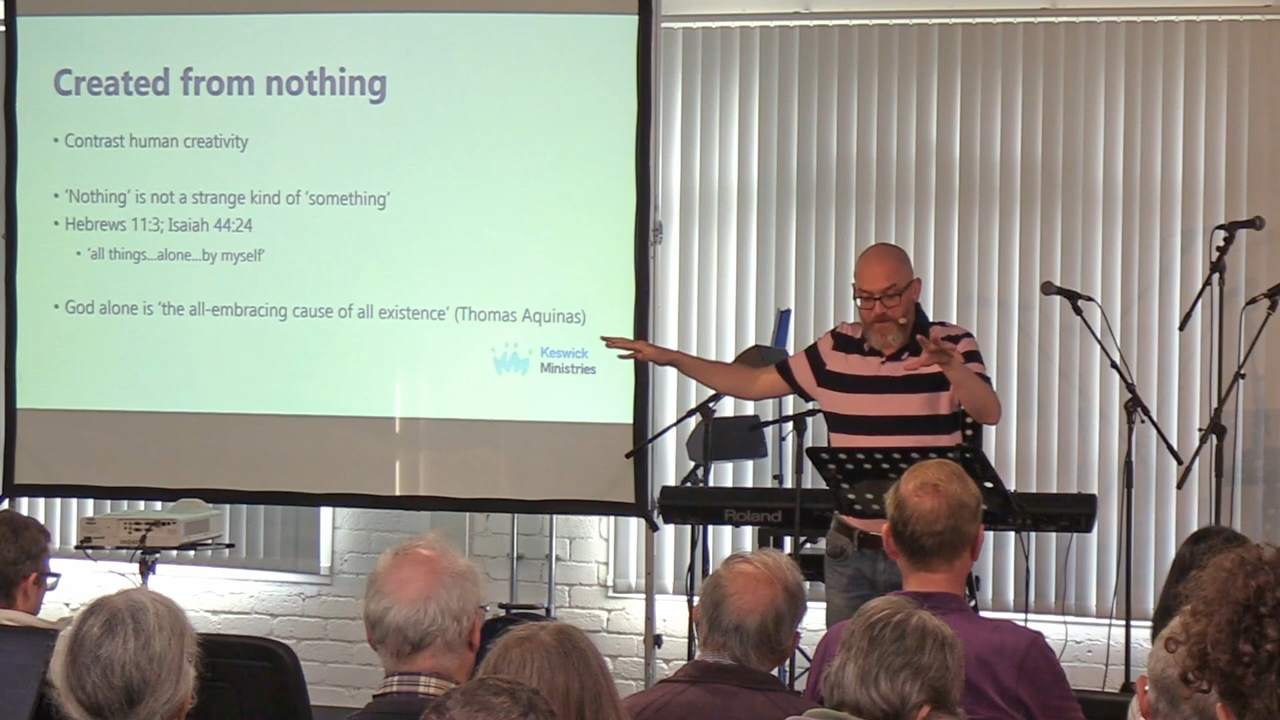 Created from nothing
• Contrast human creativity
• 'Nothing' is not a strange kind of 'something'
• Hebrews 11:3; Isaiah 44:24
• 'all things...alone...by myself'
• God alone is 'the all-embracing cause of all existence' (Thomas Aquinas)
Keswick
Ministries
Roland